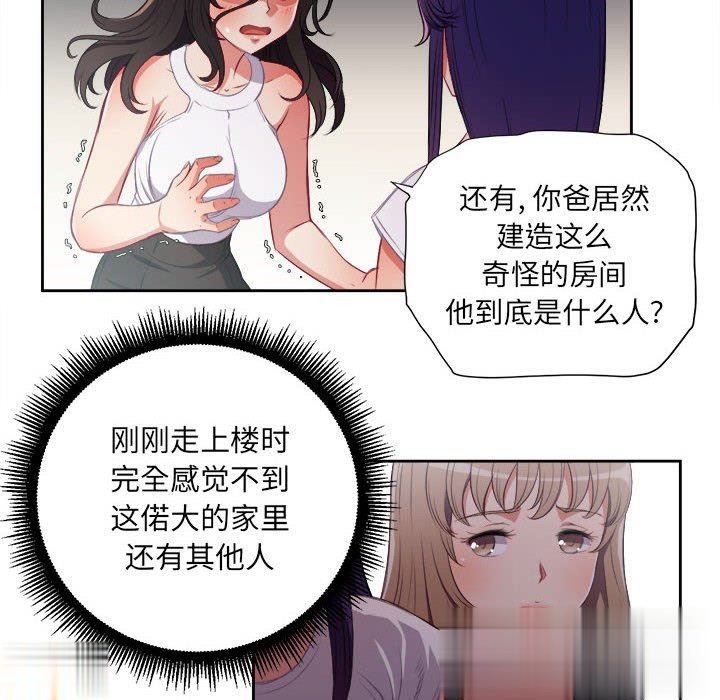 还有, 你爸居然
建造这么
奇怪的房间
他到底是什么人?
刚刚走上楼时
完全感觉不到
这偌大的家里
还有其他人